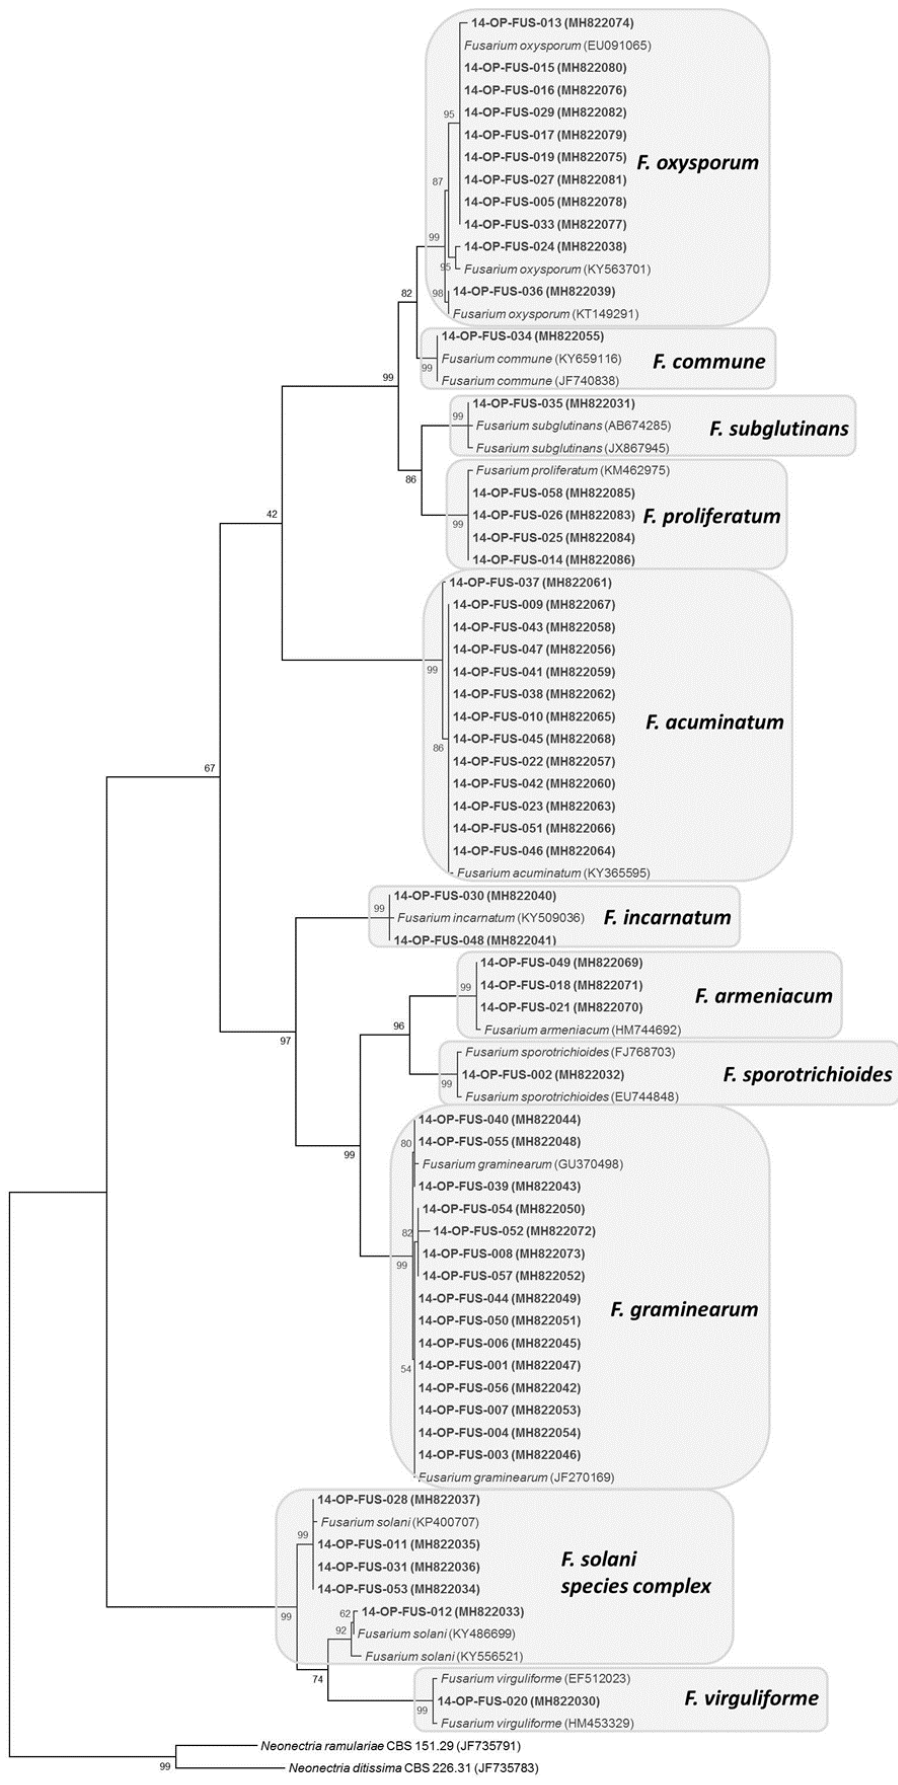 14-OP-FUS-013 (MH822074)
Fusarium oxysporum (EU091065)
14-OP-FUS-015 (MH822080)
14-OP-FUS-016 (MH822076)
14-OP-FUS-029 (MH822082)
95
14-OP-FUS-017 (MH822079)
14-OP-FUS-019 (MH822075)
F. oxysporum
14-OP-FUS-027 (MH822081)
87
14-OP-FUS-005 (MH822078)
14-OP-FUS-033 (MH822077)
99
14-OP-FUS-024 (MH822038)
95
Fusarium oxysporum (KY563701)
82
98
14-OP-FUS-036 (MH822039)
Fusarium oxysporum (KT149291)
14-OP-FUS-034 (MH822055)
Fusarium commune (KY659116)
F. commune
99
99
Fusarium commune (JF740838)
14-OP-FUS-035 (MH822031)
99
Fusarium subglutinans (AB674285)
F. subglutinans
Fusarium subglutinans (JX867945)
86
Fusarium proliferatum (KM462975)
14-OP-FUS-058 (MH822085)
42
14-OP-FUS-026 (MH822083)
F. proliferatum
99
14-OP-FUS-025 (MH822084)
14-OP-FUS-014 (MH822086)
14-OP-FUS-037 (MH822061)
14-OP-FUS-009 (MH822067)
14-OP-FUS-043 (MH822058)
14-OP-FUS-047 (MH822056)
99
14-OP-FUS-041 (MH822059)
14-OP-FUS-038 (MH822062)
14-OP-FUS-010 (MH822065)
F. acuminatum
14-OP-FUS-045 (MH822068)
86
14-OP-FUS-022 (MH822057)
67
14-OP-FUS-042 (MH822060)
14-OP-FUS-023 (MH822063)
14-OP-FUS-051 (MH822066)
14-OP-FUS-046 (MH822064)
Fusarium acuminatum (KY365595)
14-OP-FUS-030 (MH822040)
99
Fusarium incarnatum (KY509036)
F. incarnatum
14-OP-FUS-048 (MH822041)
14-OP-FUS-049 (MH822069)
99
14-OP-FUS-018 (MH822071)
F. armeniacum
14-OP-FUS-021 (MH822070)
96
97
Fusarium armeniacum (HM744692)
Fusarium sporotrichioides (FJ768703)
14-OP-FUS-002 (MH822032)
F. sporotrichioides
99
Fusarium sporotrichioides (EU744848)
14-OP-FUS-040 (MH822044)
80
14-OP-FUS-055 (MH822048)
99
Fusarium graminearum (GU370498)
14-OP-FUS-039 (MH822043)
14-OP-FUS-054 (MH822050)
82
14-OP-FUS-052 (MH822072)
14-OP-FUS-008 (MH822073)
99
14-OP-FUS-057 (MH822052)
14-OP-FUS-044 (MH822049)
F. graminearum
14-OP-FUS-050 (MH822051)
14-OP-FUS-006 (MH822045)
14-OP-FUS-001 (MH822047)
54
14-OP-FUS-056 (MH822042)
14-OP-FUS-007 (MH822053)
14-OP-FUS-004 (MH822054)
14-OP-FUS-003 (MH822046)
Fusarium graminearum (JF270169)
14-OP-FUS-028 (MH822037)
Fusarium solani (KP400707)
99
14-OP-FUS-011 (MH822035)
F. solani
species complex
14-OP-FUS-031 (MH822036)
14-OP-FUS-053 (MH822034)
99
62
14-OP-FUS-012 (MH822033)
92
Fusarium solani (KY486699)
Fusarium solani (KY556521)
74
Fusarium virguliforme (EF512023)
14-OP-FUS-020 (MH822030)
F. virguliforme
99
Fusarium virguliforme (HM453329)
Neonectria ramulariae CBS 151.29 (JF735791)
99
Neonectria ditissima CBS 226.31 (JF735783)